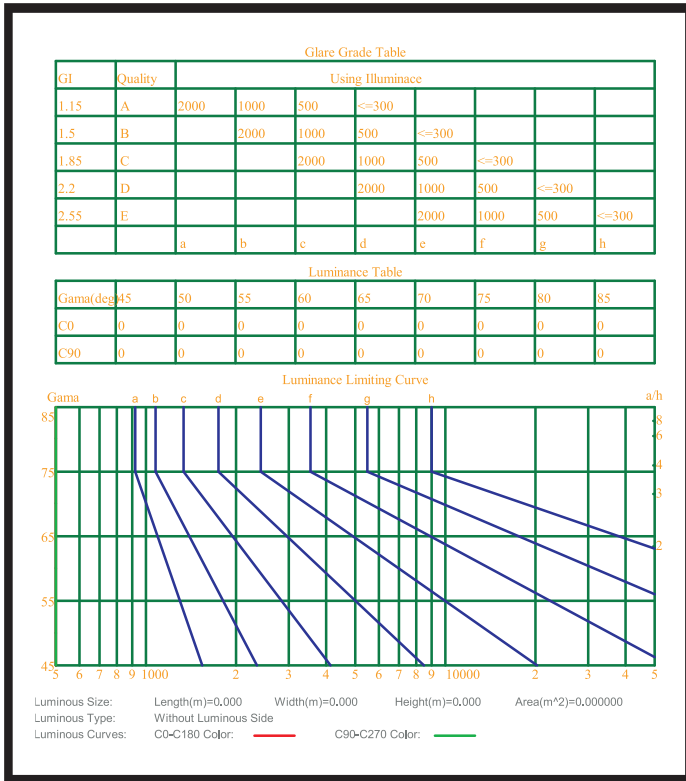 Glare Grade Table
GI Quality Using Illuminace
1.15 A 2000 1000 500 <=300
1.5 B 2000 1000 500 <=300
1.85 C 2000 1000 500 <=300
2.2 D 2000 1000 500 <=300
2.55 E 2000 1000 500 <=300
a b c d e f g h
Luminance Table
Gama(deg) 45 50 55 60 65 70 75 80 85
C0 0 0 0 0 0 0 0 0 0
C90 0 0 0 0 0 0 0 0 0
Luminance Limiting Curve
Gama a b c d e f g h a/h
85 8
6
75 4
3
65 2
55
45
5 6 7 8 9 1000 2 3 4 5 6 7 8 9 10000 2 3 4 5
Luminous Size: Length(m)=0.000 Width(m)=0.000 Height(m)=0.000 Area(m^2)=0.000000
Luminous Type: Without Luminous Side
Luminous Curves: C0-C180 Color: C90-C270 Color: